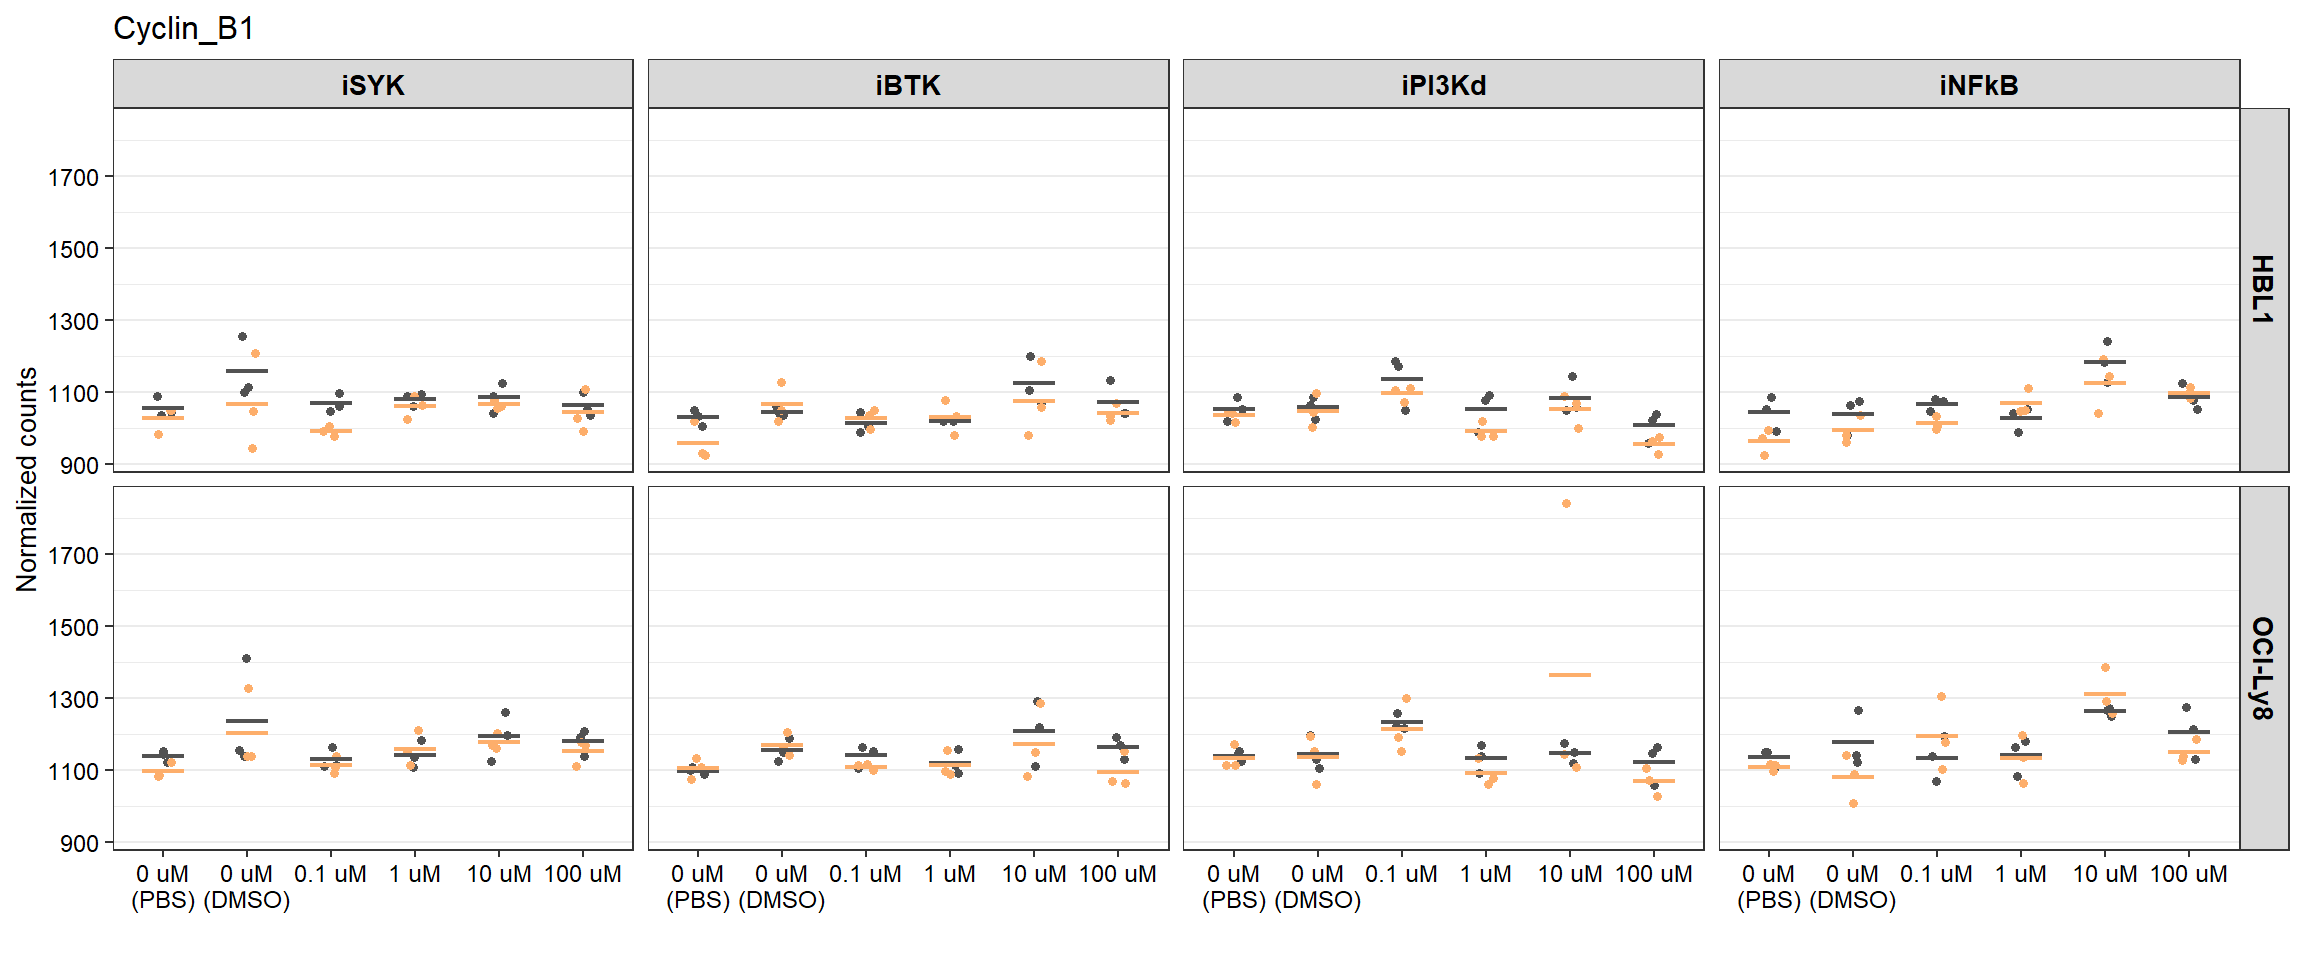 Cyclin_B1
iSYK iBTK iPI3Kd iNFkB
Normalized counts
1700
1500
1300
1100
900
HBL1
1700
1500
1300
1100
900
OCI-Ly8
0 uM 0 uM 0.1 uM 1 uM 10 uM 100 uM 0 uM 0 uM 0.1 uM 1 uM 10 uM 100 uM 0 uM 0 uM 0.1 uM 1 uM 10 uM 100 uM 0 uM 0 uM 0.1 uM 1 uM 10 uM 100 uM
(PBS) (DMSO) (PBS) (DMSO) (PBS) (DMSO) (PBS) (DMSO)